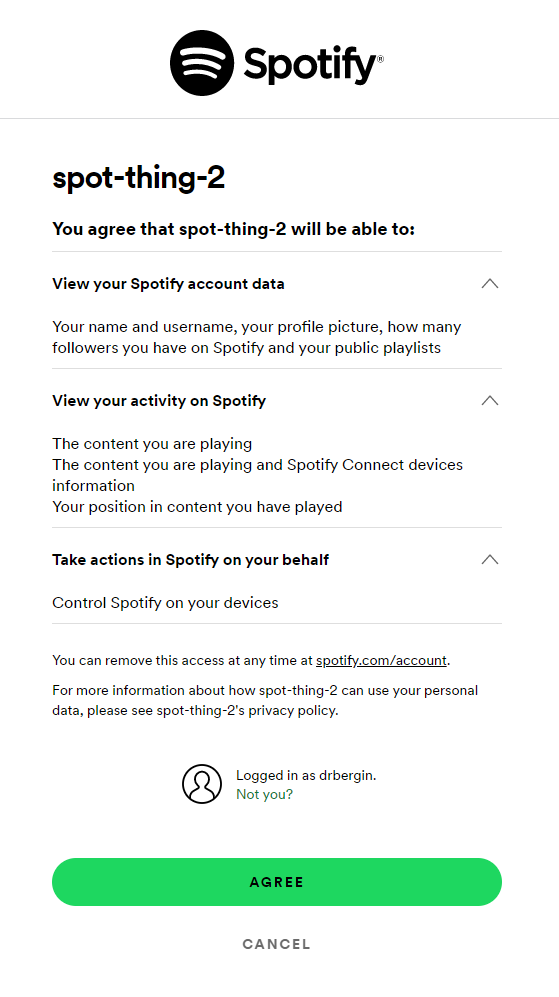 Spotify®
spot-thing-2
You agree that spot-thing-2 will be able to:
View your Spotify account data
Your name and username, your profile picture, how many
followers you have on Spotify and your public playlists
View your activity on Spotify
The content you are playing
The content you are playing and Spotify Connect devices
information
Your position in content you have played
Take actions in Spotify on your behalf
Control Spotify on your devices
You can remove this access at any time at spotify.com/account.
For more information about how spot-thing-2 can use your personal
data, please see spot-thing-2's privacy policy.
Logged in as drbergin.
Not you?
AGREE
CANCEL